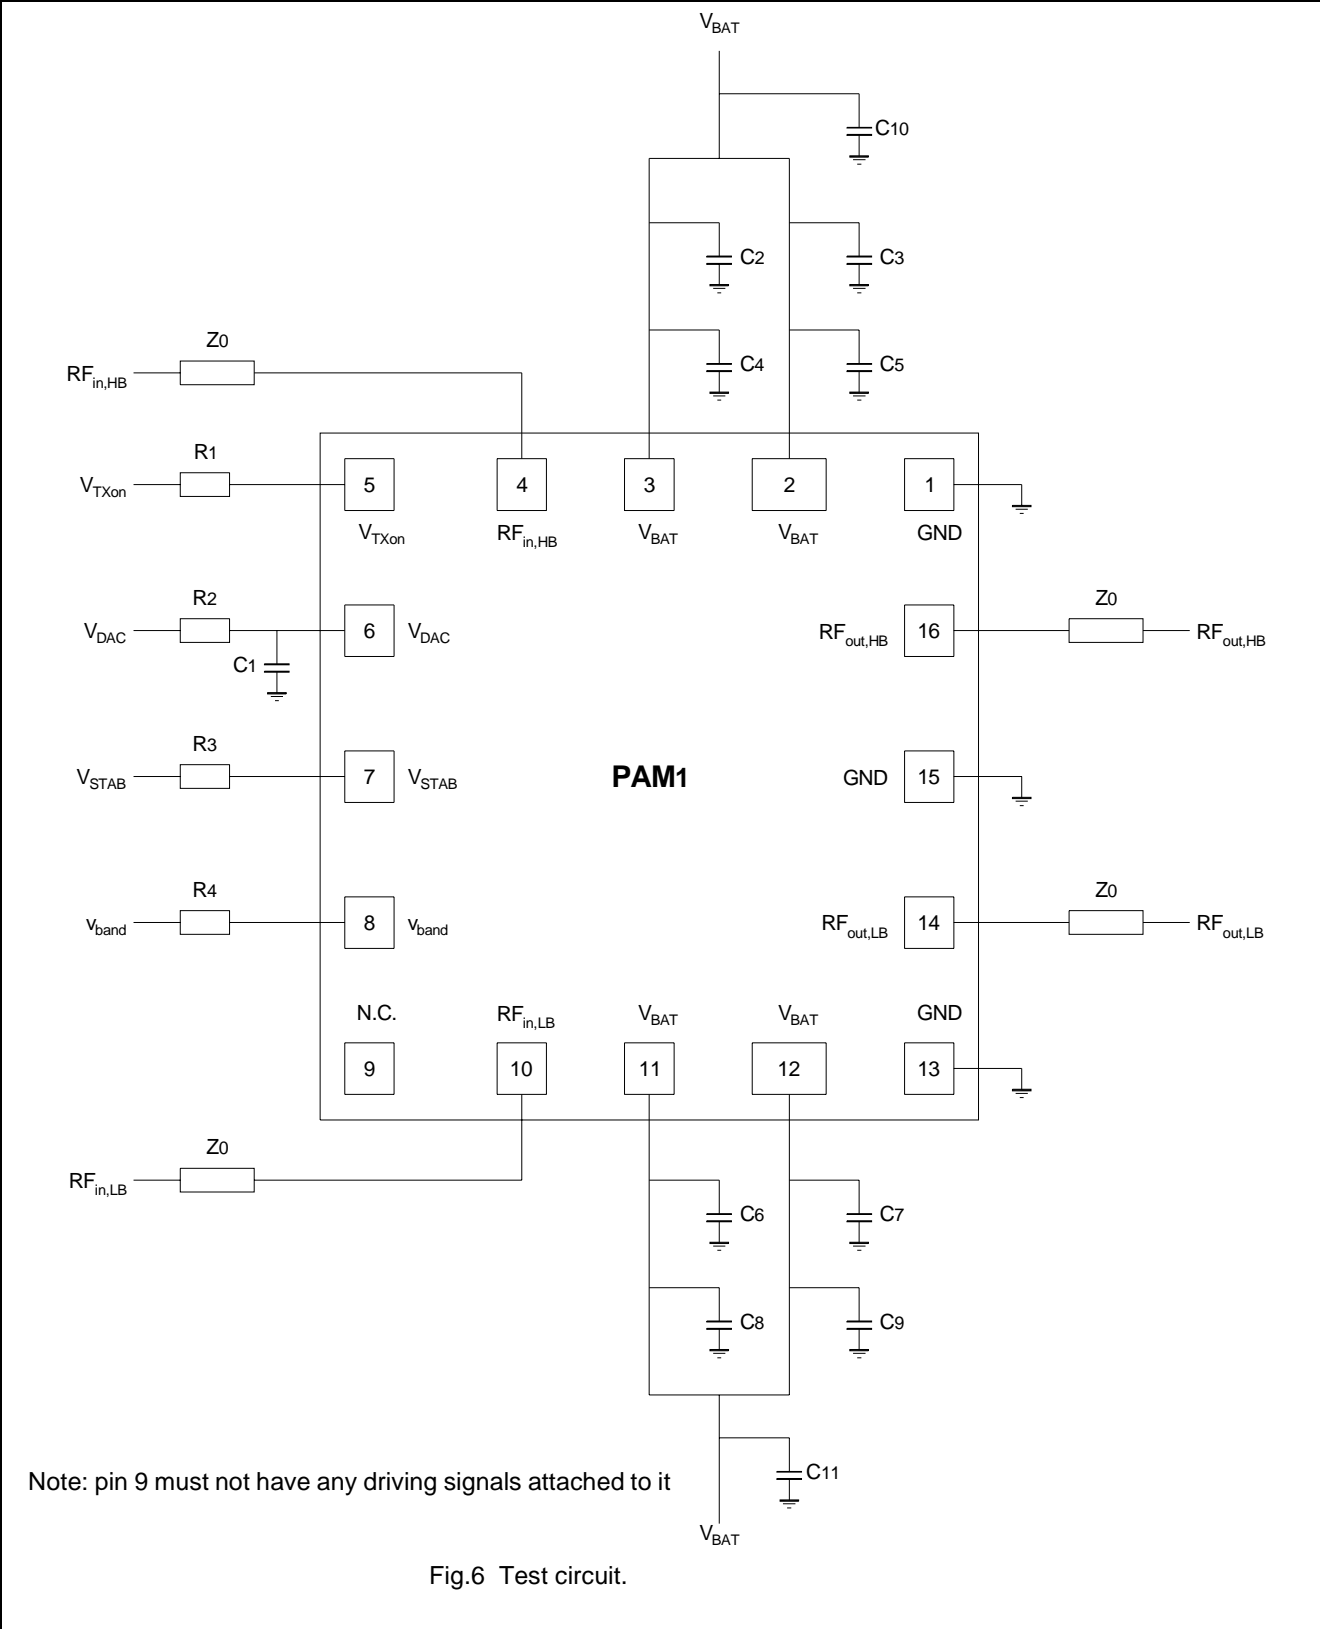 VBAT
C10
C2 C3
Z0
RFin,HB
C4 C5
R1
VTXon 5 4 3 2 1
VTXon RFin,HB VBAT VBAT GND
R2 Z0
VDAC 6 VDAC RFout,HB 16 RFout,HB
C1
R3
VSTAB 7 VSTAB PAM1 GND 15
R4 Z0
vband 8 vband RFout,LB 14 RFout,LB
N.C. RFin,LB VBAT VBAT GND
9 10 11 12 13
Z0
RFin,LB
C6 C7
C8 C9
C11
Note: pin 9 must not have any driving signals attached to it
VBAT
Fig.6 Test circuit.